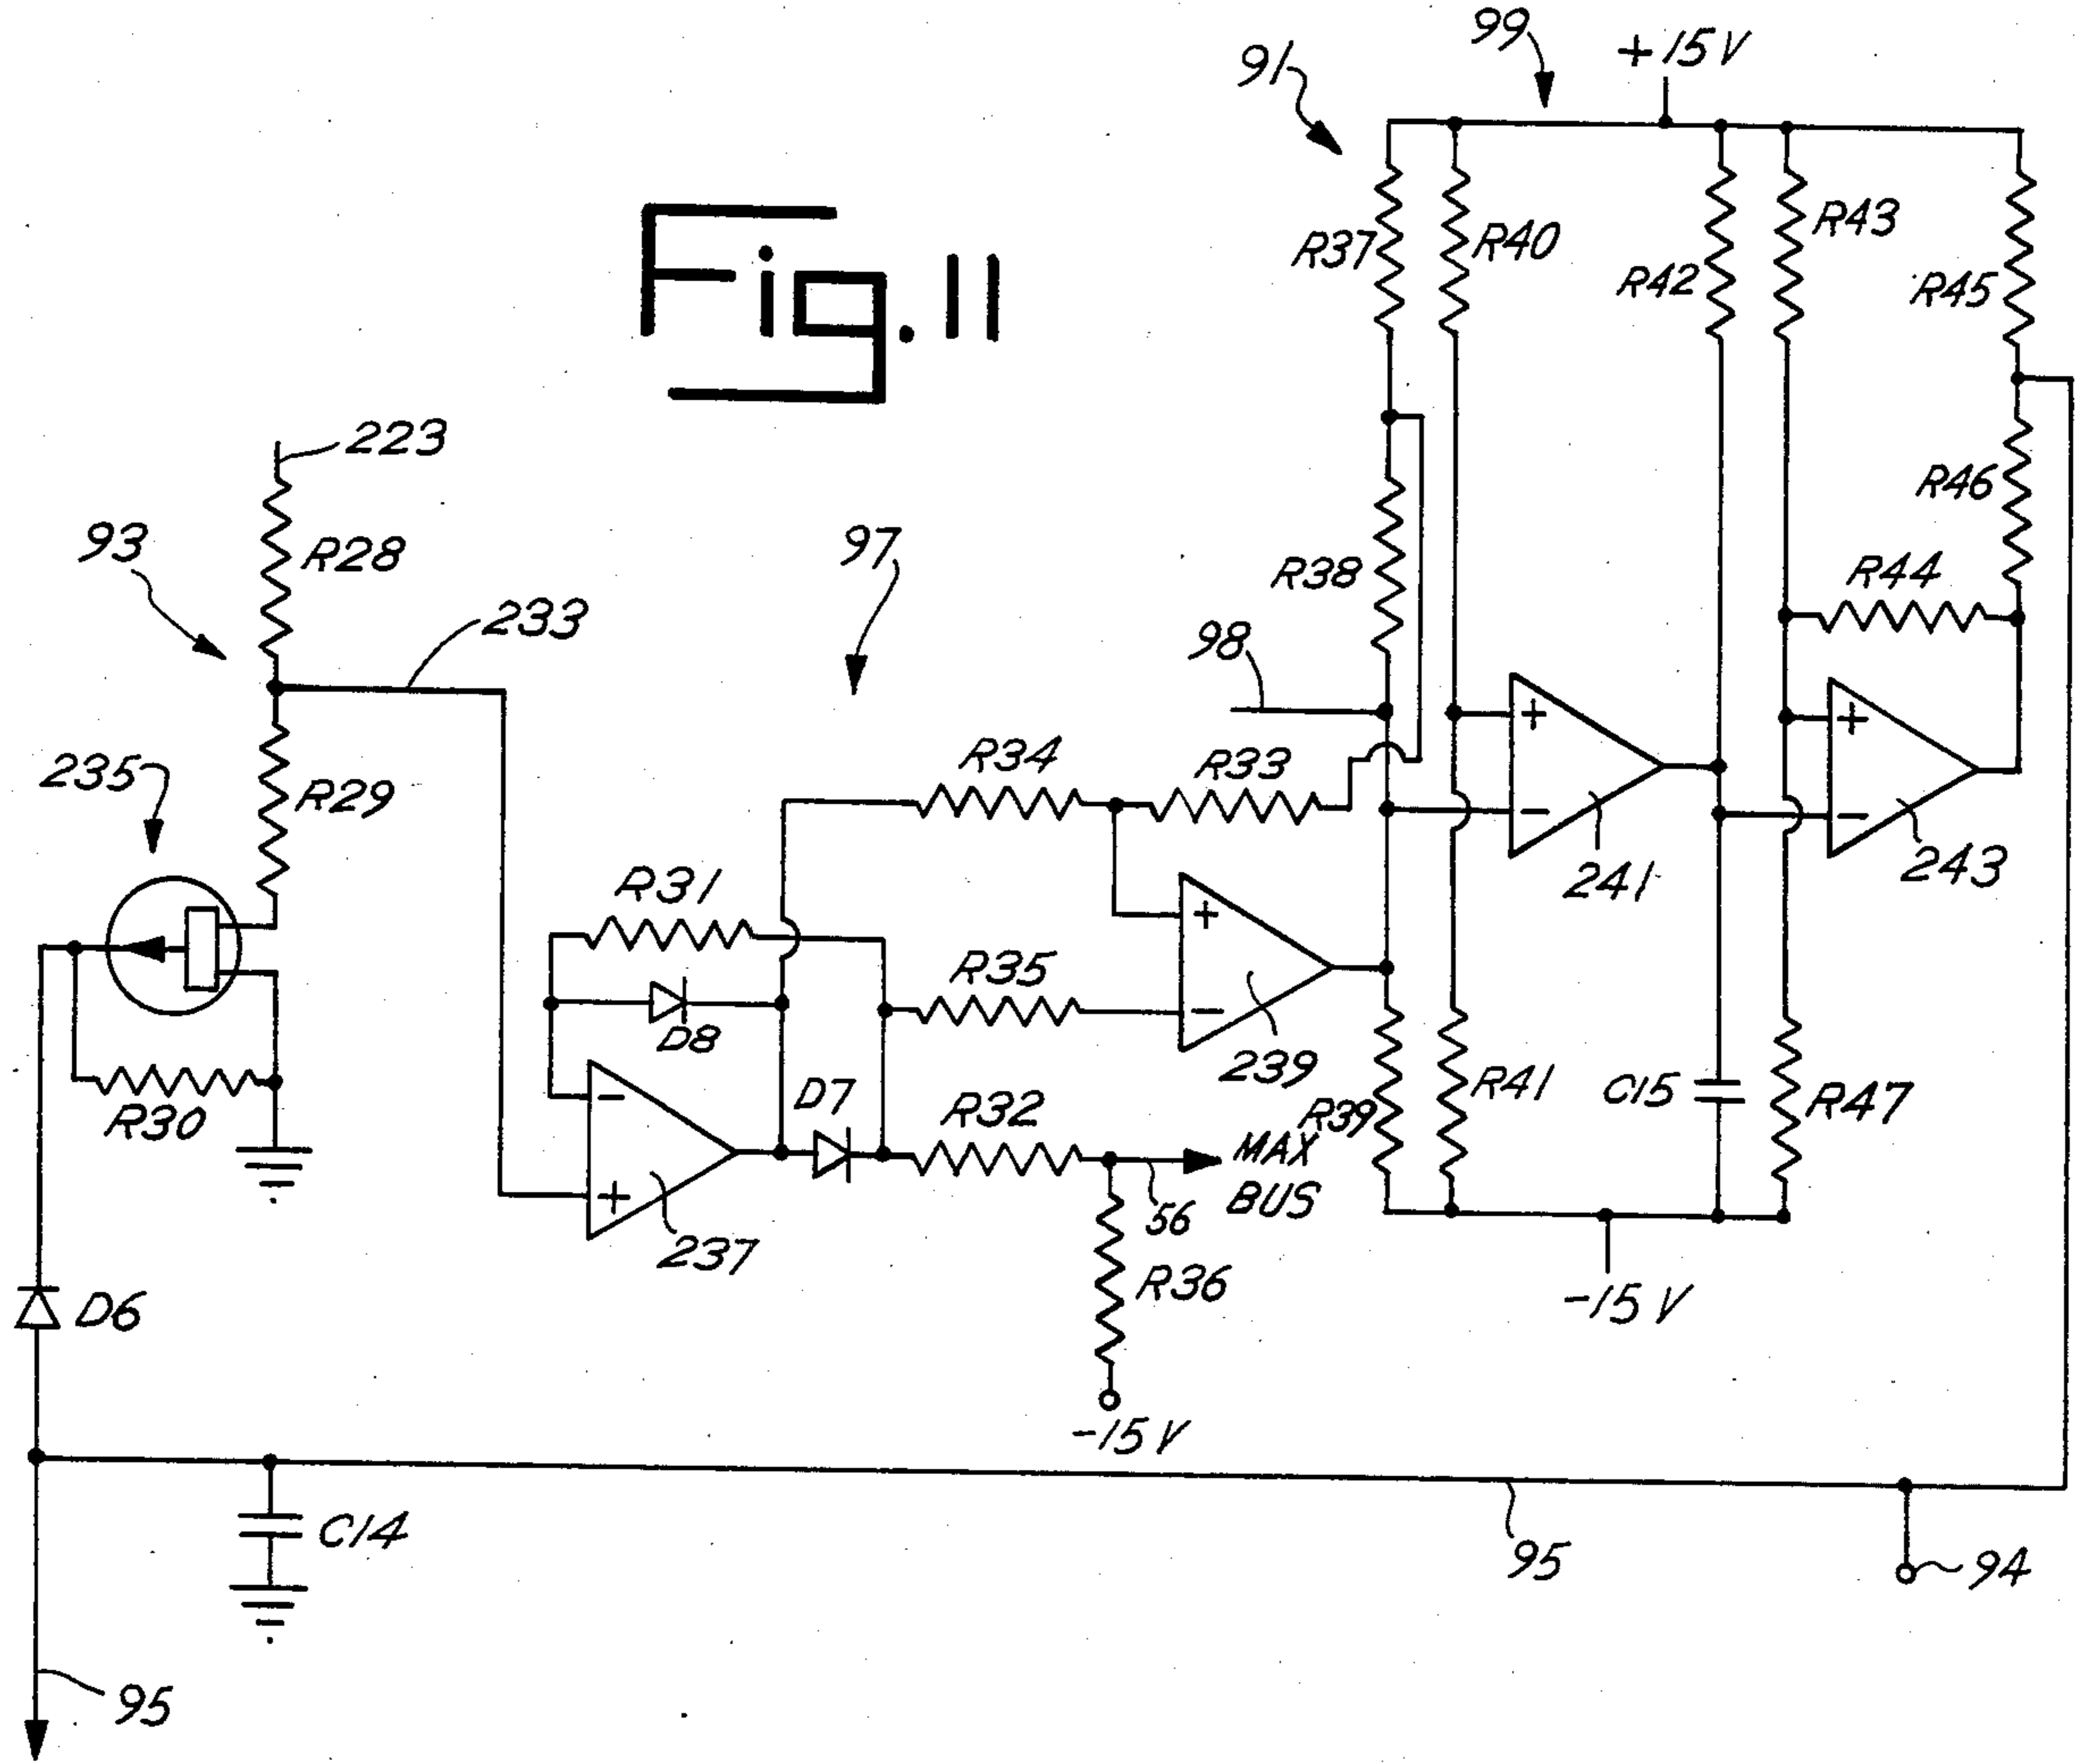 99
+15V
91
Fig. 11
R37
R40
R43
R42
R45
223
R28
93
97
R38
R46
R44
233
98
235
R29
R34
R33
+
+
−
−
241
243
R31
+
R35
−
D8
239
−
D7
R32
R39
R41
C15
R47
R30
MAX
BUS
+
56
237
R36
−15V
D6
−15V
C14
95
94
95